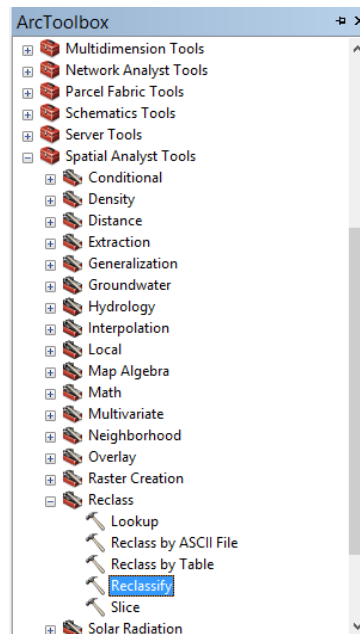 ArcToolbox
Multidimension Tools
Network Analyst Tools
Parcel Fabric Tools
Schematics Tools
Server Tools
Spatial Analyst Tools
Conditional
Density
Distance
Extraction
Generalization
Groundwater
Hydrology
Interpolation
Local
Map Algebra
Math
Multivariate
Neighborhood
Overlay
Raster Creation
Reclass
Lookup
Reclass by ASCII File
Reclass by Table
Reclassify
Slice
Solar Radiation